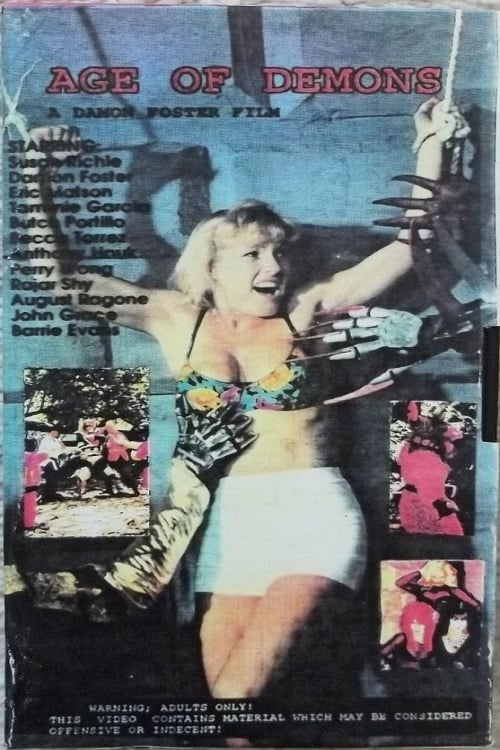 AGE OF DEMONS
A DAMON FOSTER FILM
STARRING:
Susan Richie
Damon Foster
Eric Matson
Tammie Garcia
Butch Portillo
Becca Torrez
Anthony Hauk
Perry Wong
Rajar Shy
August Ragone
John Grace
Barrie Evans
WARNING; ADULTS ONLY!
THIS VIDEO CONTAINS MATERIAL WHICH MAY BE CONSIDERED
OFFENSIVE OR INDECENT!